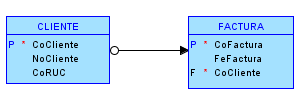 CLIENTE
P * CoCliente
NoCliente
CoRUC
FACTURA
P * CoFactura
FeFactura
F * CoCliente